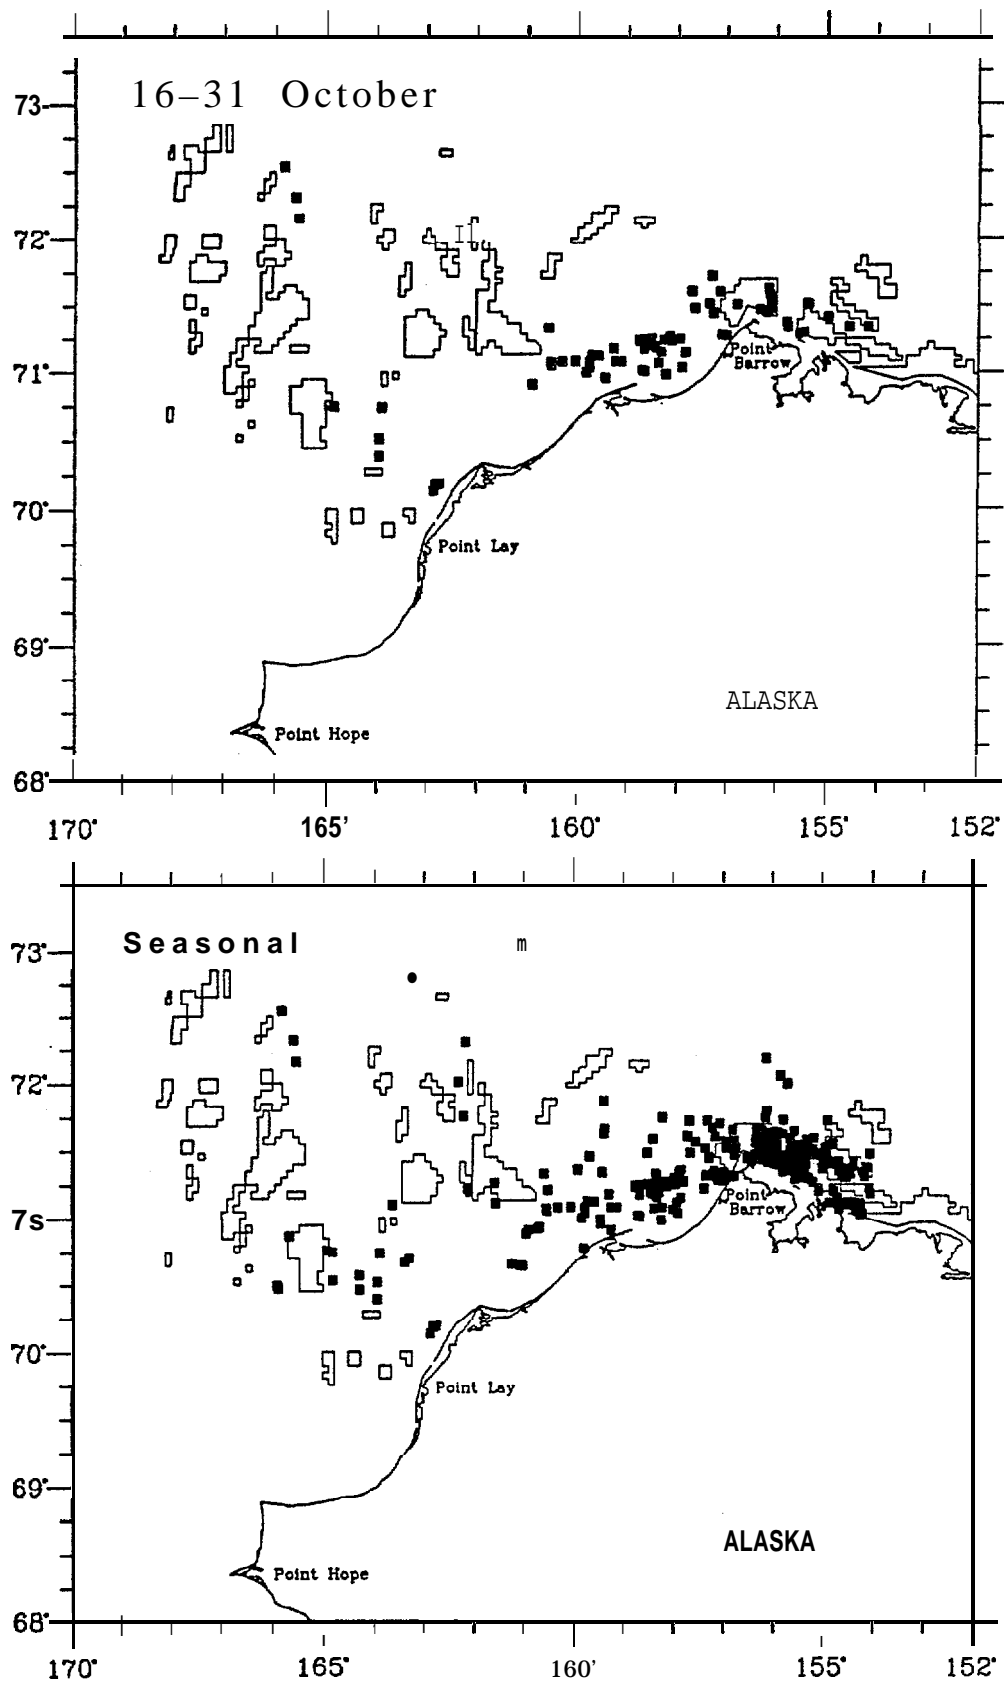 16–31 October
73-
72°
71°
Point
Barrow
70°
Point Lay
69°
ALASKA
Point Hope
68°
170°
165'
160°
155°
152°
Seasonal
m
73
72
7s
Point
Barrow
70
Point Lay
69
ALASKA
Point Hope
68
170°
165°
160'
155°
152°